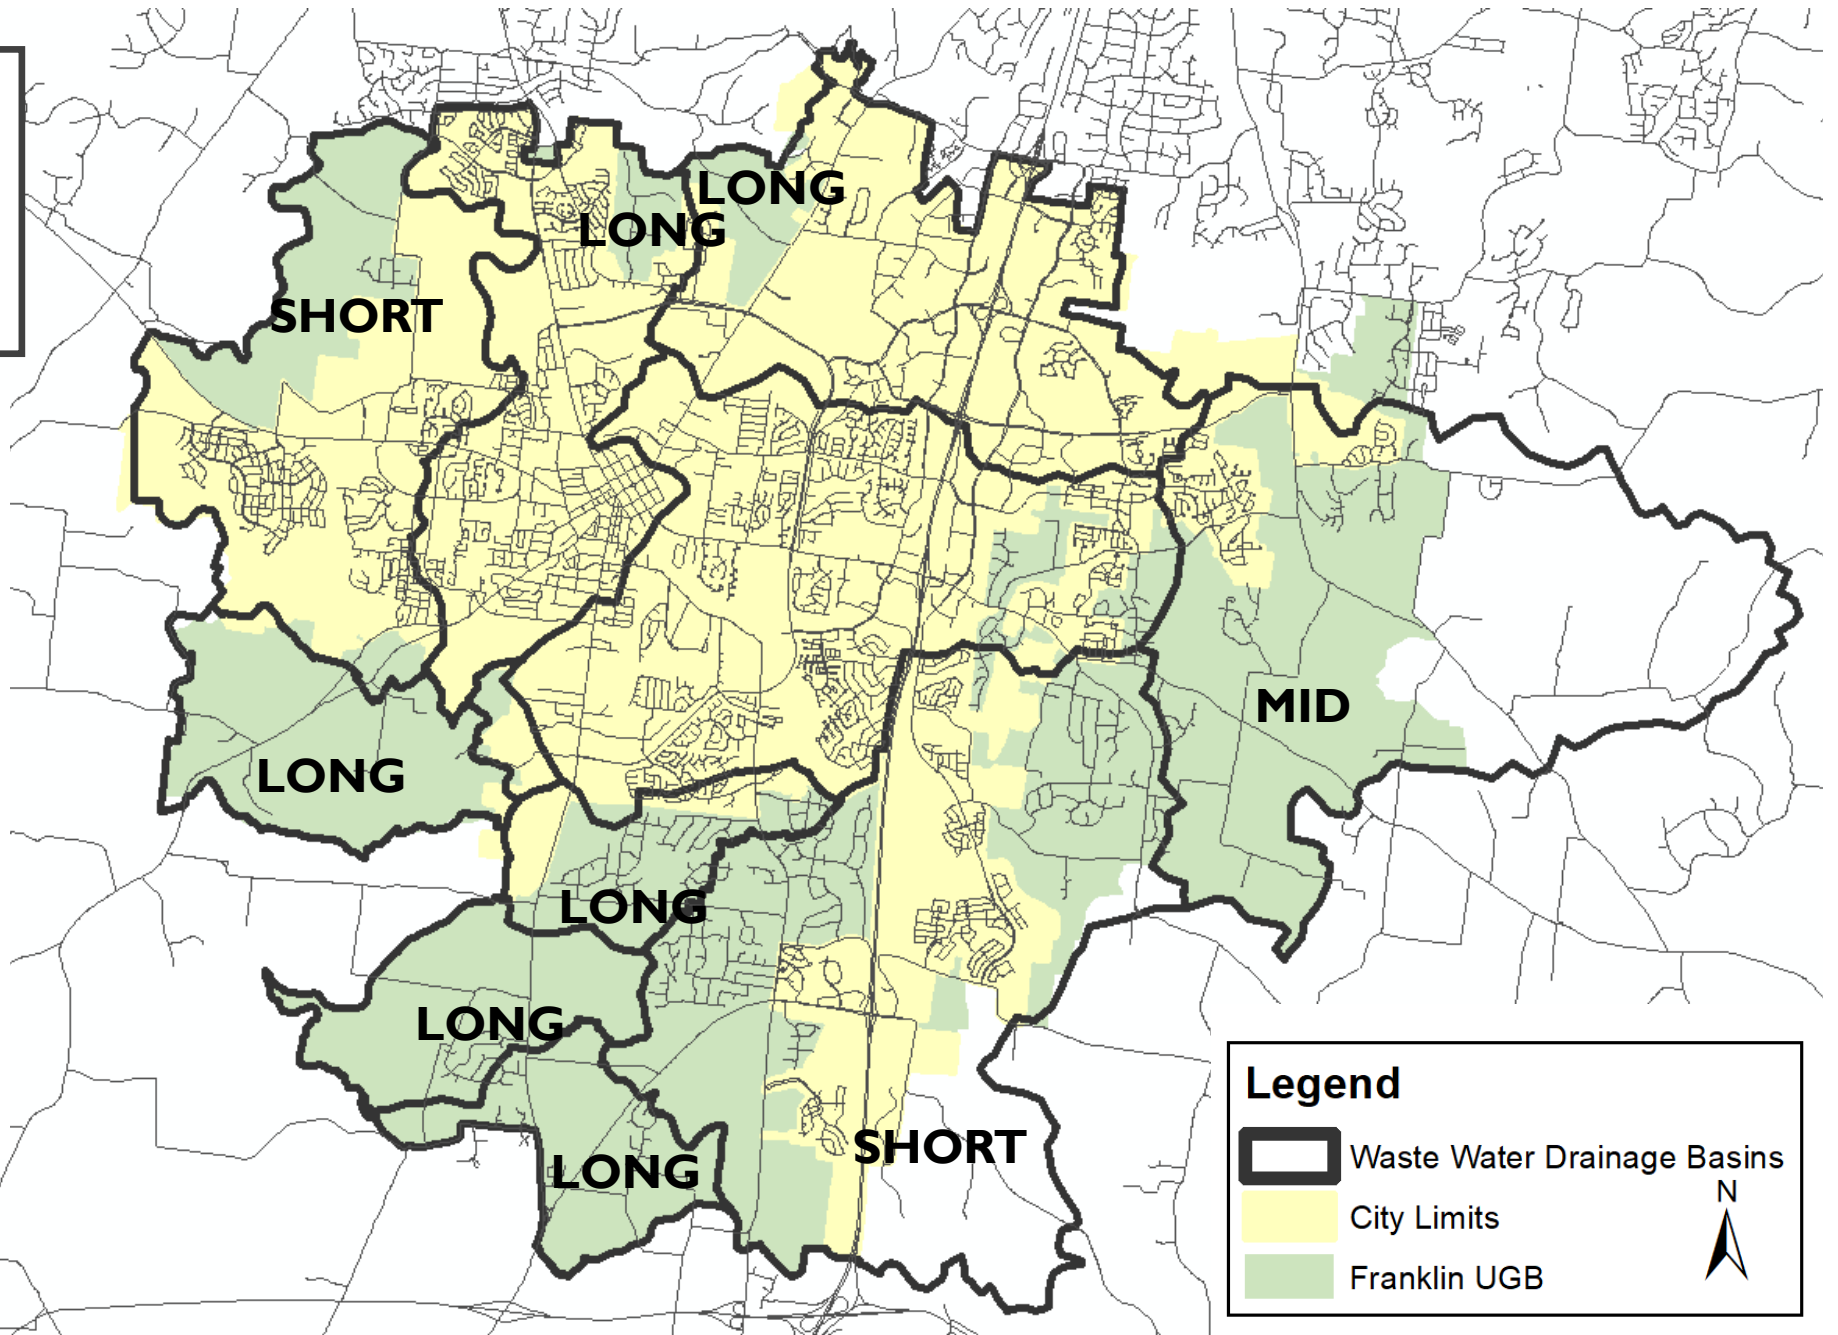 LONG
LONG
SHORT
MID
LONG
LONG
LONG
SHORT
LONG
Legend
Waste Water Drainage Basins
City Limits
Franklin UGB
N